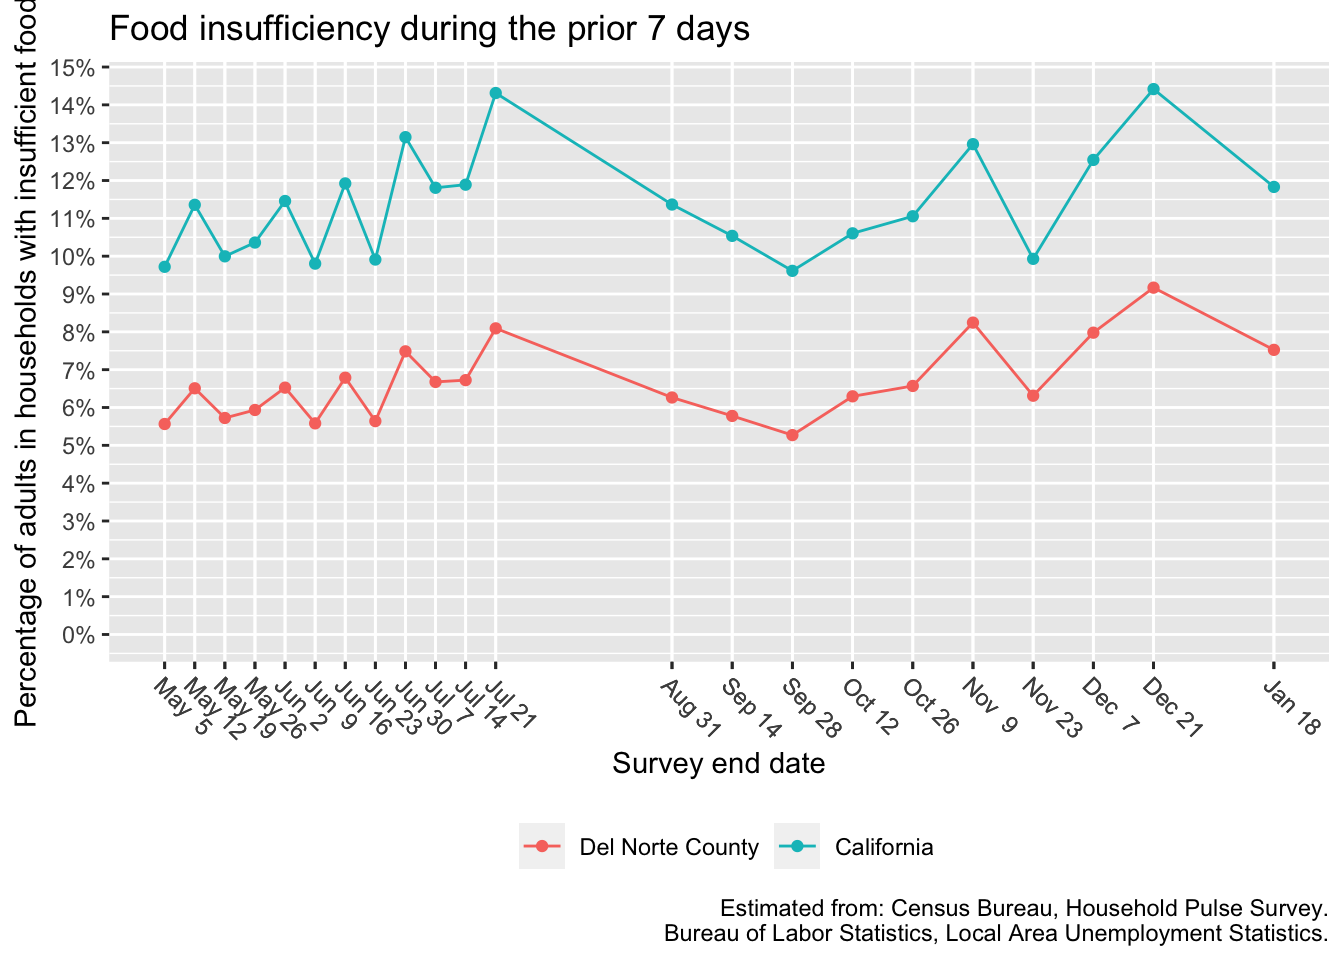 Food insufficiency during the prior 7 days
Percentage of adults in households with insufficient food
15%
14%
13%
12%
11%
10%
9%
8%
7%
6%
5%
4%
3%
2%
1%
0%
May 5
May 12
May 19
May 26
Jun 2
Jun 9
Jun 16
Jun 23
Jun 30
Jul 7
Jul 14
Jul 21
Aug 31
Sep 14
Sep 28
Oct 12
Oct 26
Nov 9
Nov 23
Dec 7
Dec 21
Jan 18
Survey end date
Del Norte County
California
Estimated from: Census Bureau, Household Pulse Survey.
Bureau of Labor Statistics, Local Area Unemployment Statistics.